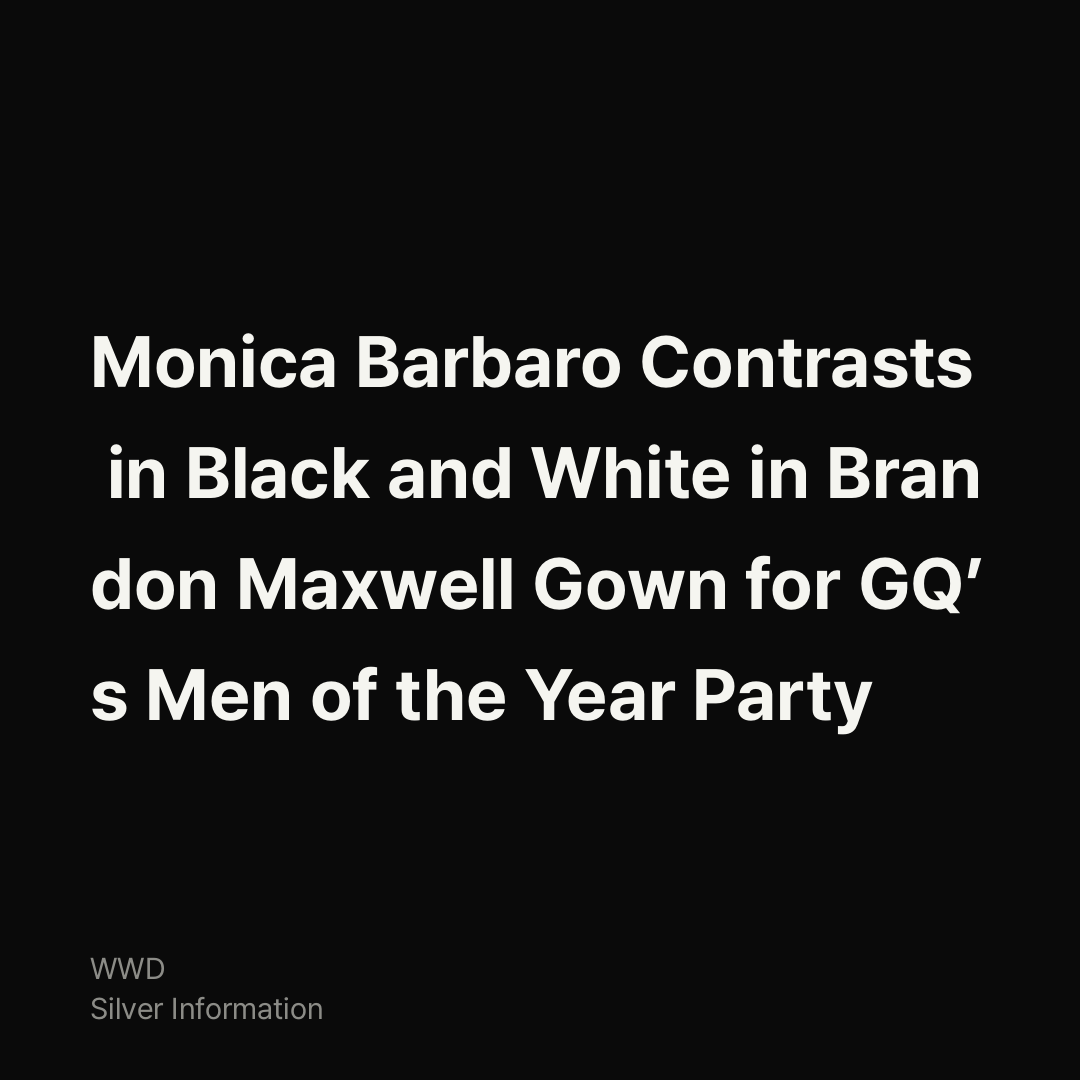 Monica Barbaro Contrasts
in Black and White in Bran
don Maxwell Gown for GQ’
s Men of the Year Party
WWD
Silver Information